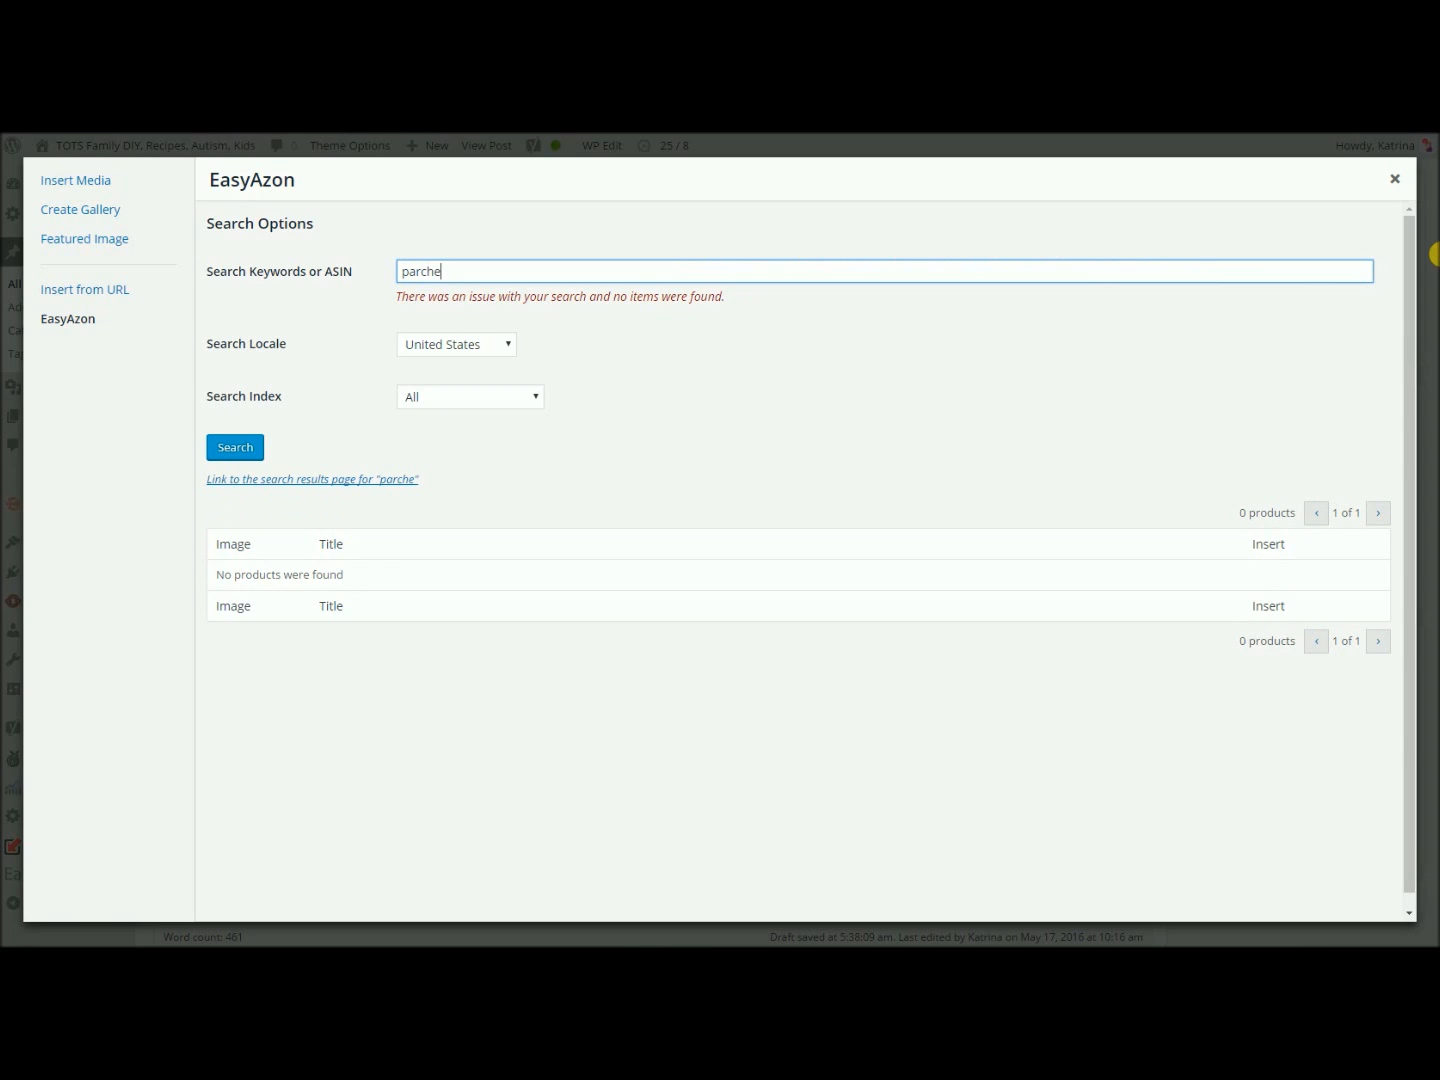 TOTS Family DIY, Recipes, Autism, Kids 0 Theme Options New View Post WP Edit 25 / 8 Howdy, Katrina
Insert Media
Create Gallery
Featured Image
Insert from URL
EasyAzon
EasyAzon
Search Options
Search Keywords or ASIN parche
There was an issue with your search and no items were found.
Search Locale United States
Search Index All
Search
Link to the search results page for "parche"
0 products ‹ 1 of 1 ›
Image Title Insert
No products were found
Image Title Insert
0 products ‹ 1 of 1 ›
All
Ad
Cat
Tag
Ea
Word count: 461 Draft saved at 5:38:09 am. Last edited by Katrina on May 17, 2016 at 10:16 am